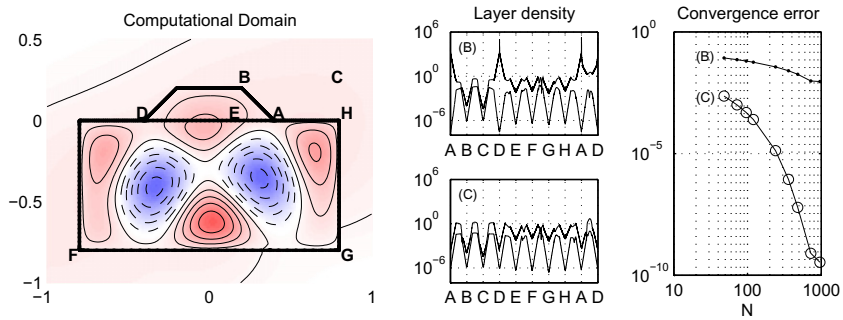 Computational Domain
0.5
0
−0.5
−1
−1
0
1
B
C
D
E
A
H
F
G
Layer density
10^6
10^0
10^−6
(B)
A B C D E F G H A D
10^6
10^0
10^−6
(C)
A B C D E F G H A D
Convergence error
10^0
10^−5
10^−10
(B)
(C)
10
100
1000
N